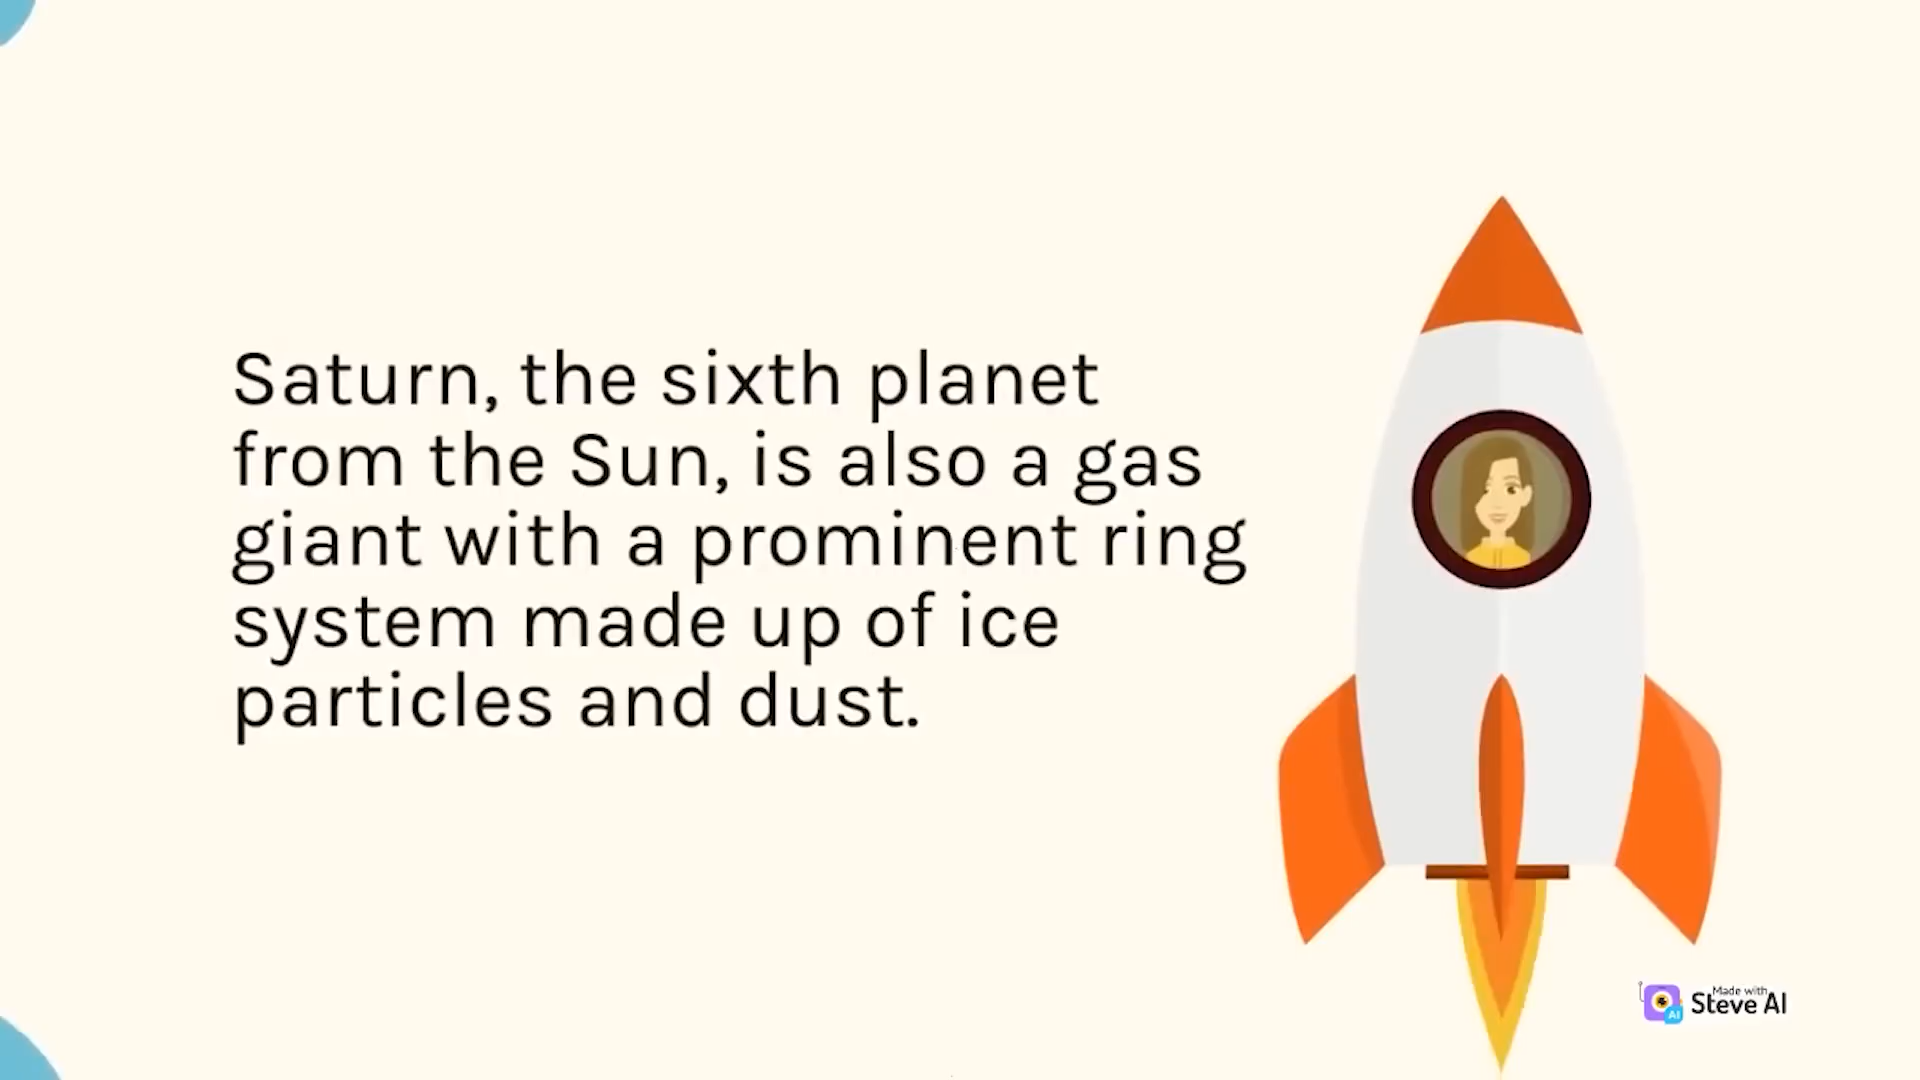 Saturn, the sixth planet
from the Sun, is also a gas
giant with a prominent ring
system made up of ice
particles and dust.
Made with
Steve AI
AI